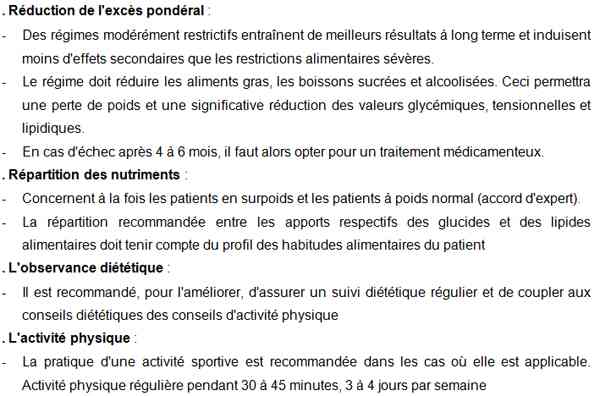 . Réduction de l'excès pondéral :
- Des régimes modérément restrictifs entraînent de meilleurs résultats à long terme et induisent
moins d'effets secondaires que les restrictions alimentaires sévères.
- Le régime doit réduire les aliments gras, les boissons sucrées et alcoolisées. Ceci permettra
une perte de poids et une significative réduction des valeurs glycémiques, tensionnelles et
lipidiques.
- En cas d'échec après 4 à 6 mois, il faut alors opter pour un traitement médicamenteux.
. Répartition des nutriments :
- Concernent à la fois les patients en surpoids et les patients à poids normal (accord d'expert).
- La répartition recommandée entre les apports respectifs des glucides et des lipides
alimentaires doit tenir compte du profil des habitudes alimentaires du patient
. L'observance diététique :
- Il est recommandé, pour l'améliorer, d'assurer un suivi diététique régulier et de coupler aux
conseils diététiques des conseils d'activité physique
. L'activité physique :
- La pratique d'une activité sportive est recommandée dans les cas où elle est applicable.
Activité physique régulière pendant 30 à 45 minutes, 3 à 4 jours par semaine